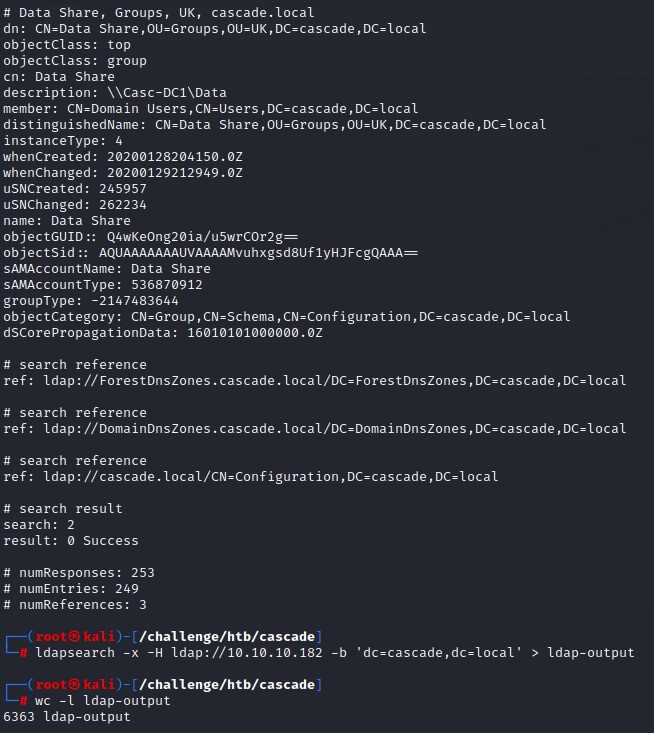 # Data Share, Groups, UK, cascade.local
dn: CN=Data Share,OU=Groups,OU=UK,DC=cascade,DC=local
objectClass: top
objectClass: group
cn: Data Share
description: \\Casc-DC1\Data
member: CN=Domain Users,CN=Users,DC=cascade,DC=local
distinguishedName: CN=Data Share,OU=Groups,OU=UK,DC=cascade,DC=local
instanceType: 4
whenCreated: 20200128204150.0Z
whenChanged: 20200129212949.0Z
uSNCreated: 245957
uSNChanged: 262234
name: Data Share
objectGUID:: Q4wKeOng20ia/u5wrCOr2g==
objectSid:: AQUAAAAAAAUVAAAAMvuhxgsd8Uf1yHJFcgQAAA==
sAMAccountName: Data Share
sAMAccountType: 536870912
groupType: -2147483644
objectCategory: CN=Group,CN=Schema,CN=Configuration,DC=cascade,DC=local
dSCorePropagationData: 16010101000000.0Z
# search reference
ref: ldap://ForestDnsZones.cascade.local/DC=ForestDnsZones,DC=cascade,DC=local
# search reference
ref: ldap://DomainDnsZones.cascade.local/DC=DomainDnsZones,DC=cascade,DC=local
# search reference
ref: ldap://cascade.local/CN=Configuration,DC=cascade,DC=local
# search result
search: 2
result: 0 Success
# numResponses: 253
# numEntries: 249
# numReferences: 3
┌──(root㉿kali)-[/challenge/htb/cascade]
└─# ldapsearch -x -H ldap://10.10.10.182 -b 'dc=cascade,dc=local' > ldap-output
┌──(root㉿kali)-[/challenge/htb/cascade]
└─# wc -l ldap-output
6363 ldap-output